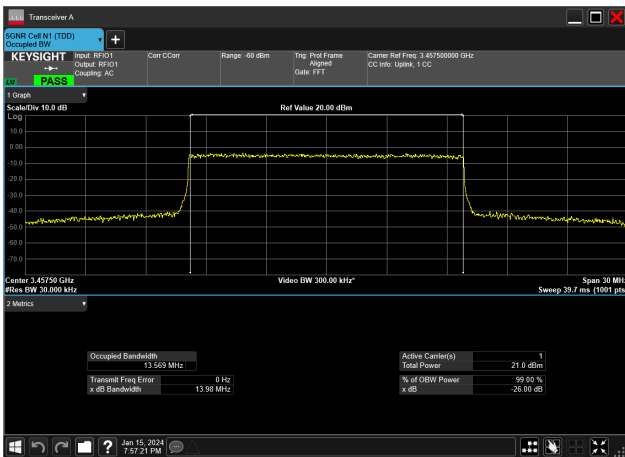 Transceiver A
5GNR Cell N1 (TDD)
Occupied BW
KEYSIGHT
PASS
Input: RFIO1
Output: RFIO1
Coupling: AC
Corr CCorr
Range: -60 dBm
Trig: Prot Frame
Aligned
Gate: FFT
Carrier Ref Freq: 3.457500000 GHz
CC Info: Uplink, 1 CC
1 Graph
Scale/Div 10.0 dB
Ref Value 20.00 dBm
Log
10.0
0.00
-10.0
-20.0
-30.0
-40.0
-50.0
-60.0
-70.0
Center 3.45750 GHz
Video BW 300.00 kHz*
Span 30 MHz
#Res BW 30.000 kHz
Sweep 39.7 ms (1001 pts
2 Metrics
Occupied Bandwidth
13.569 MHz
Transmit Freq Error 0 Hz
x dB Bandwidth 13.98 MHz
Active Carrier(s) 1
Total Power 21.0 dBm
% of OBW Power 99.00 %
x dB -26.00 dB
?
Jan 15, 2024
7:57:21 PM